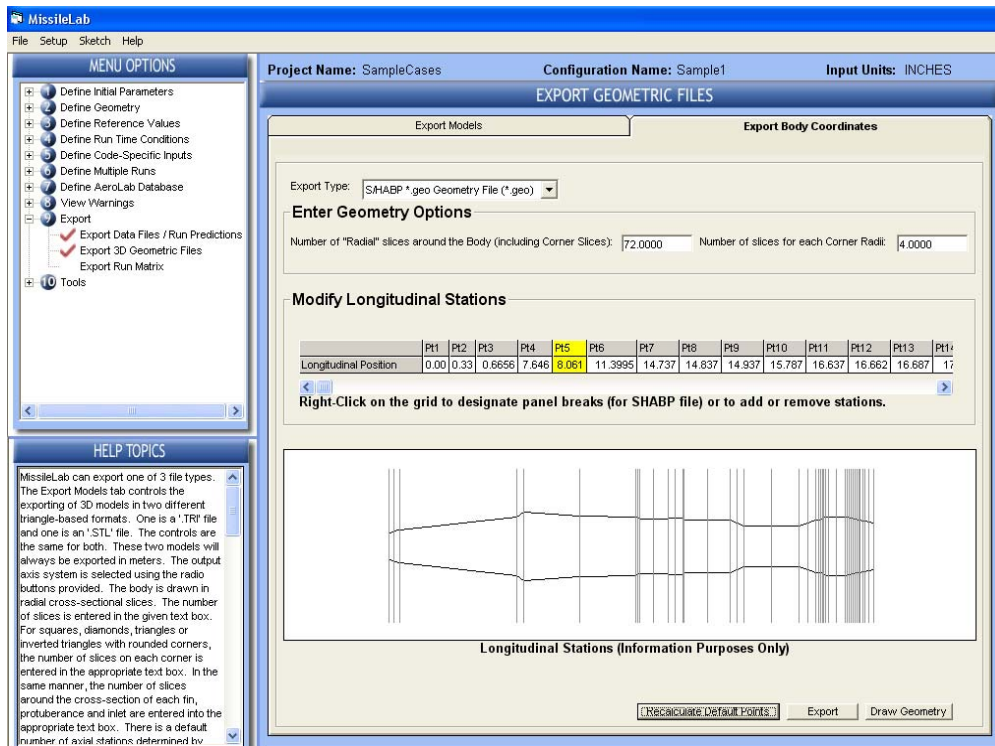 MissileLab
File Setup Sketch Help
MENU OPTIONS
1 Define Initial Parameters
2 Define Geometry
3 Define Reference Values
4 Define Run Time Conditions
5 Define Code-Specific Inputs
6 Define Multiple Runs
7 Define AeroLab Database
8 View Warnings
9 Export
Export Data Files / Run Predictions
Export 3D Geometric Files
Export Run Matrix
10 Tools
HELP TOPICS
MissileLab can export one of 3 file types.
The Export Models tab controls the
exporting of 3D models in two different
triangle-based formats. One is a '.TRI' file
and one is an '.STL' file. The controls are
the same for both. These two models will
always be exported in meters. The output
axis system is selected using the radio
buttons provided. The body is drawn in
radial cross-sectional slices. The number
of slices is entered in the given text box.
For squares, diamonds, triangles or
inverted triangles with rounded corners,
the number of slices on each corner is
entered in the appropriate text box. In the
same manner, the number of slices
around the cross-section of each fin,
protuberance and inlet are entered into the
appropriate text box. There is a default
number of axial stations determined by
Project Name: SampleCases Configuration Name: Sample1 Input Units: INCHES
EXPORT GEOMETRIC FILES
Export Models Export Body Coordinates
Export Type: S/HABP *.geo Geometry File (*.geo)
Enter Geometry Options
Number of "Radial" slices around the Body (including Corner Slices): 72.0000 Number of slices for each Corner Radii: 4.0000
Modify Longitudinal Stations
Pt1 Pt2 Pt3 Pt4 Pt5 Pt6 Pt7 Pt8 Pt9 Pt10 Pt11 Pt12 Pt13 Pt14
Longitudinal Position 0.00 0.33 0.6656 7.646 8.061 11.3995 14.737 14.837 14.937 15.787 16.637 16.662 16.687 17
Right-Click on the grid to designate panel breaks (for SHABP file) or to add or remove stations.
Longitudinal Stations (Information Purposes Only)
Recalculate Default Points Export Draw Geometry